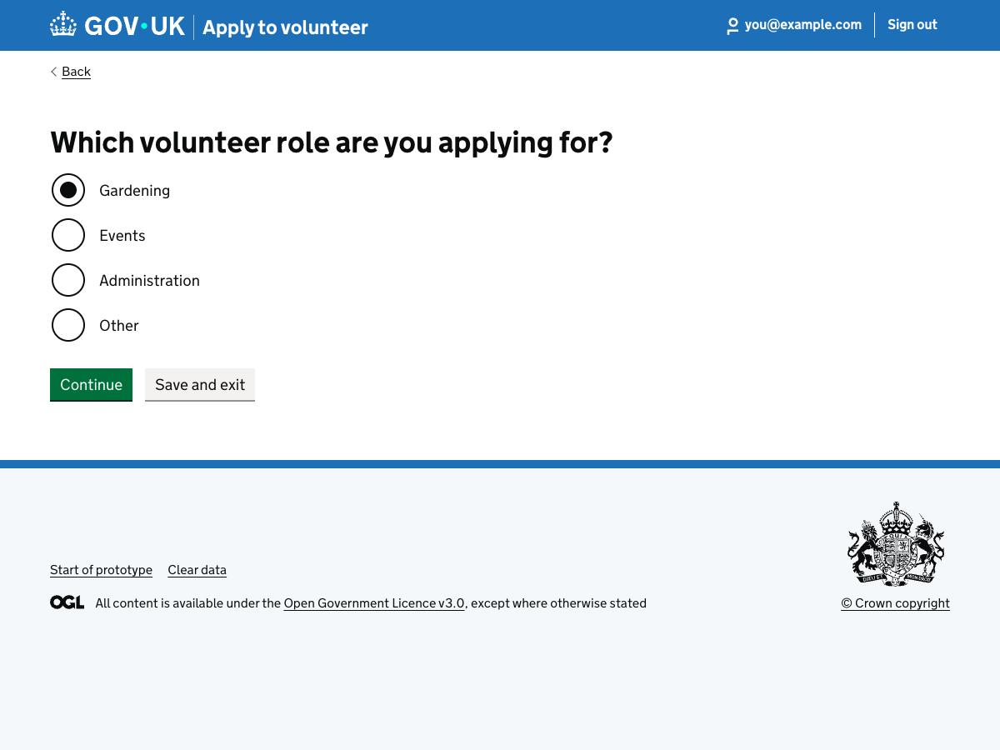 GOV•UK Apply to volunteer you@example.com Sign out
Back
Which volunteer role are you applying for?
Gardening
Events
Administration
Other
Continue Save and exit
DIEU ET MON DROIT
Start of prototype Clear data
OGL All content is available under the Open Government Licence v3.0, except where otherwise stated © Crown copyright